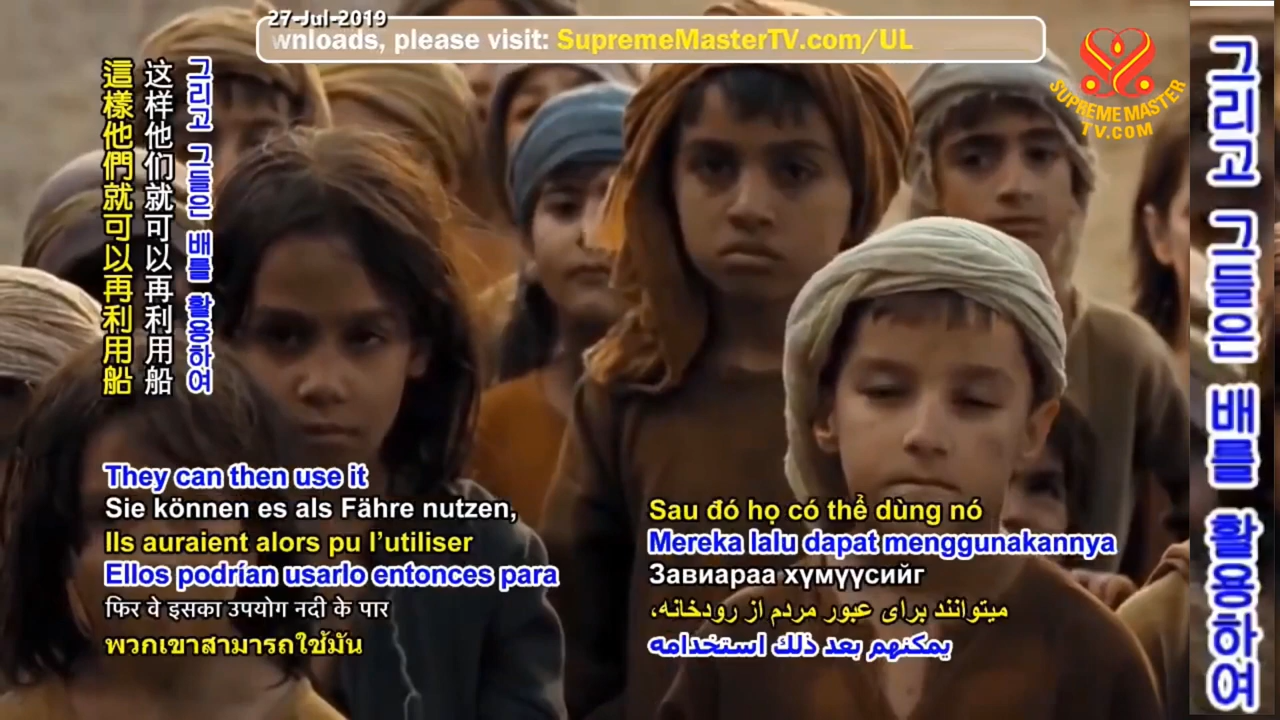 27-Jul-2019
wnloads, please visit: SupremeMasterTV.com/UL
SUPREME MASTER
TV.COM
這樣他們就可以再利用船
这样他们就可以再利用船
그리고 그들은 배를 활용하여
They can then use it
Sie können es als Fähre nutzen,
Ils auraient alors pu l’utiliser
Ellos podrían usarlo entonces para
फिर वे इसका उपयोग नदी के पार
พวกเขาสามารถใช้มัน
Sau đó họ có thể dùng nó
Mereka lalu dapat menggunakannya
Завиараа хүмүүсийг
میتوانند برای عبور مردم از رودخانه،
يمكنهم بعد ذلك استخدامه
그리고 그들은 배를 활용하여